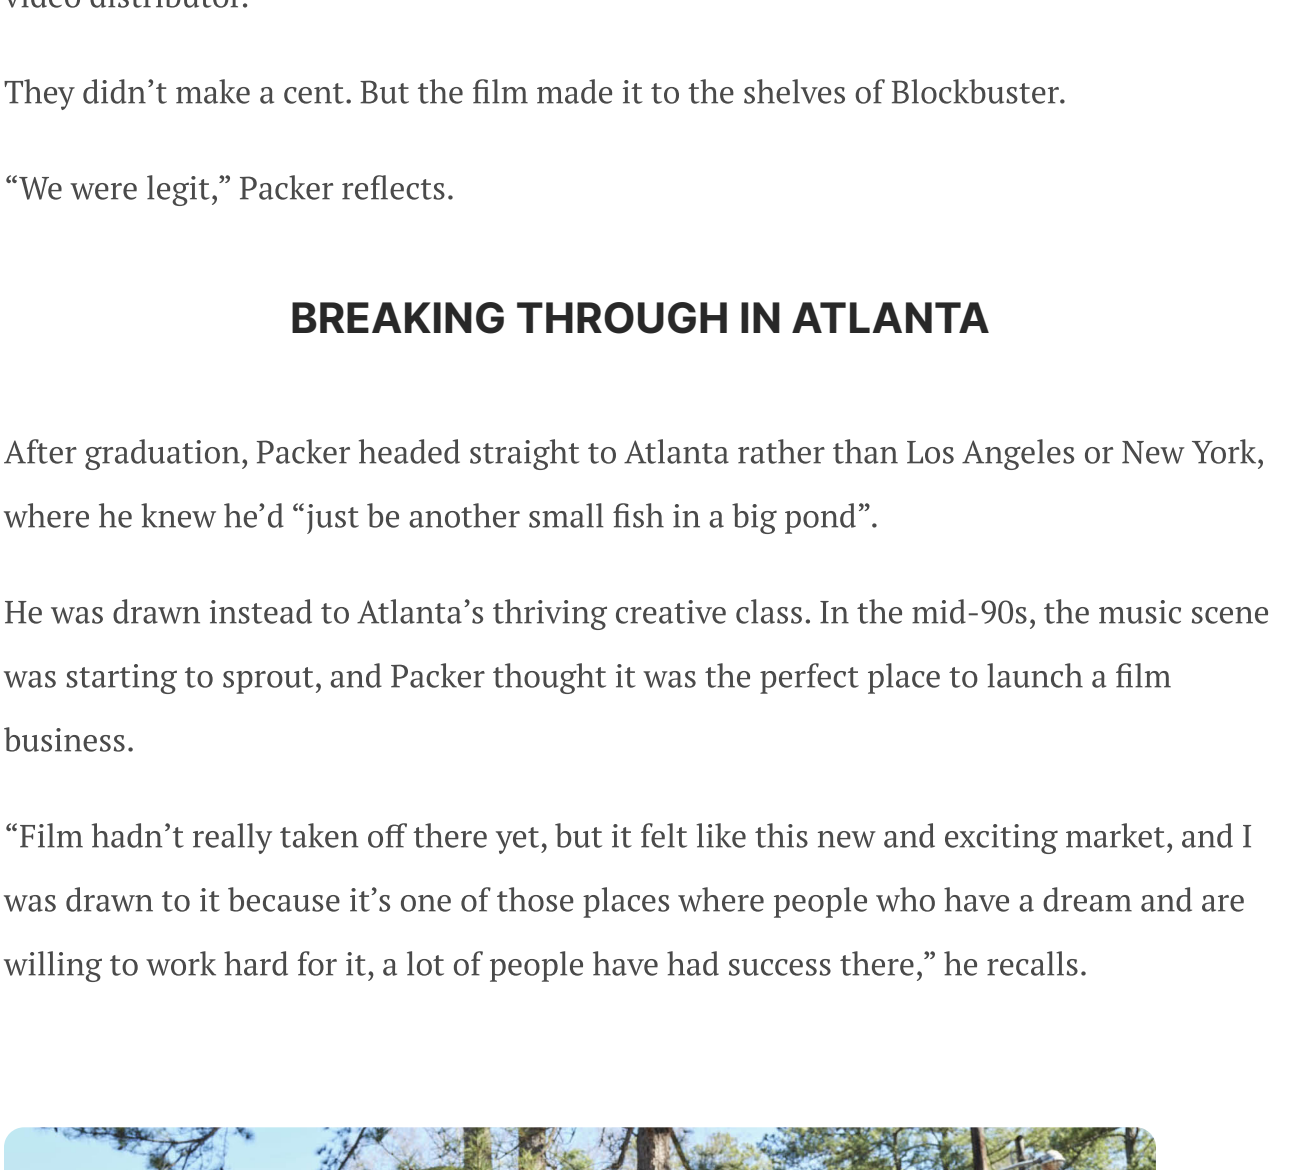 video distributor.
They didn’t make a cent. But the film made it to the shelves of Blockbuster.
“We were legit,” Packer reflects.
BREAKING THROUGH IN ATLANTA
After graduation, Packer headed straight to Atlanta rather than Los Angeles or New York,
where he knew he’d “just be another small fish in a big pond”.
He was drawn instead to Atlanta’s thriving creative class. In the mid-90s, the music scene
was starting to sprout, and Packer thought it was the perfect place to launch a film
business.
“Film hadn’t really taken off there yet, but it felt like this new and exciting market, and I
was drawn to it because it’s one of those places where people who have a dream and are
willing to work hard for it, a lot of people have had success there,” he recalls.